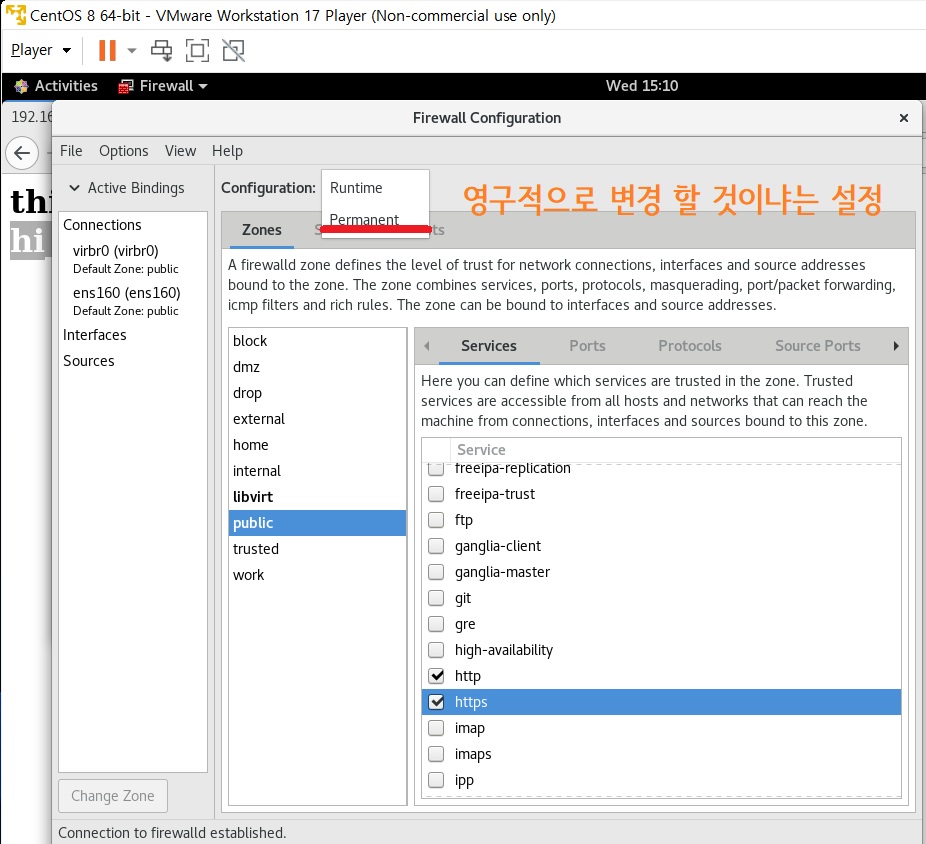 CentOS 8 64-bit - VMware Workstation 17 Player (Non-commercial use only)
Player
Activities
Firewall
Wed 15:10
192.16
Firewall Configuration
thi
hi
File Options View Help
Active Bindings
Connections
virbr0 (virbr0)
Default Zone: public
ens160 (ens160)
Default Zone: public
Interfaces
Sources
Change Zone
Configuration:
Runtime
Permanent
영구적으로 변경 할 것이냐는 설정
Zones
A firewalld zone defines the level of trust for network connections, interfaces and source addresses
bound to the zone. The zone combines services, ports, protocols, masquerading, port/packet forwarding,
icmp filters and rich rules. The zone can be bound to interfaces and source addresses.
block
dmz
drop
external
home
internal
libvirt
public
trusted
work
Services Ports Protocols Source Ports
Here you can define which services are trusted in the zone. Trusted
services are accessible from all hosts and networks that can reach the
machine from connections, interfaces and sources bound to this zone.
Service
freeipa-replication
freeipa-trust
ftp
ganglia-client
ganglia-master
git
gre
high-availability
http
https
imap
imaps
ipp
Connection to firewalld established.